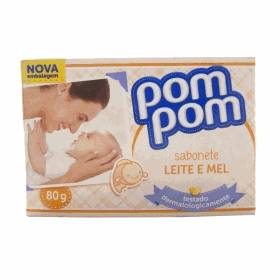 NOVA
embalagem
pom
pom
sabonete
LEITE E MEL
testado
dermatologicamente
80g